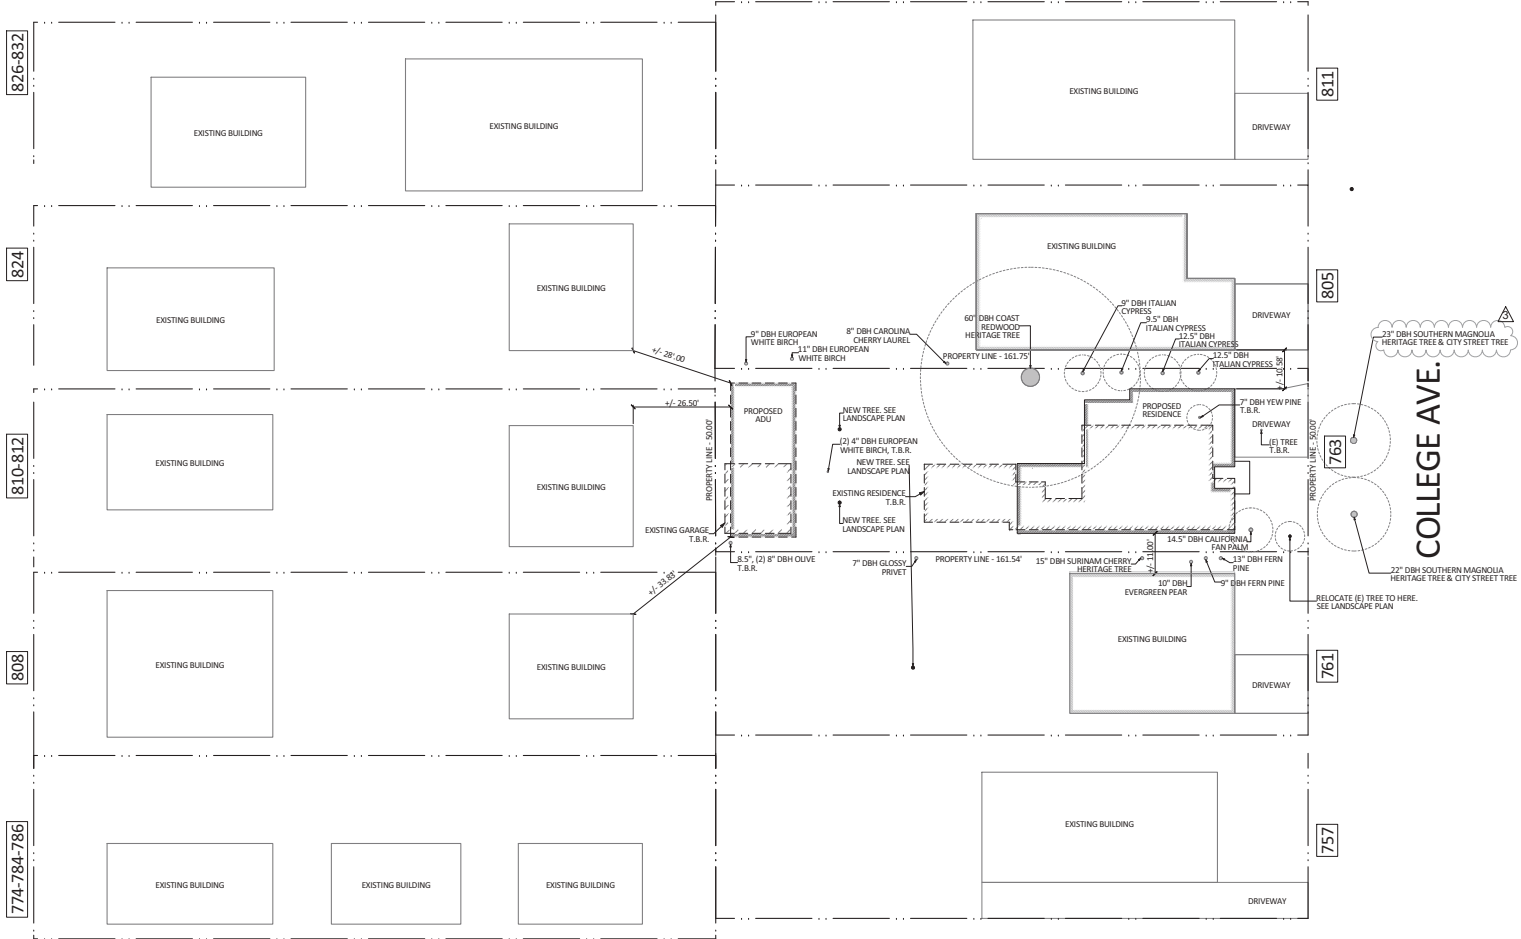 826-832
EXISTING BUILDING
EXISTING BUILDING
EXISTING BUILDING
DRIVEWAY
811
824
EXISTING BUILDING
EXISTING BUILDING
+/- 28'.00
EXISTING BUILDING
DRIVEWAY
805
9" DBH EUROPEAN
WHITE BIRCH
11" DBH EUROPEAN
WHITE BIRCH
8" DBH CAROLINA
CHERRY LAUREL
60" DBH COAST
REDWOOD
HERITAGE TREE
9" DBH ITALIAN
CYPRESS
9.5" DBH
ITALIAN CYPRESS
12.5" DBH
ITALIAN CYPRESS
12.5" DBH
ITALIAN CYPRESS
PROPERTY LINE - 161.75'
+/- 10.58'
3
23" DBH SOUTHERN MAGNOLIA
HERITAGE TREE & CITY STREET TREE
810-812
EXISTING BUILDING
EXISTING BUILDING
+/- 26.50'
PROPERTY LINE - 50.00'
PROPOSED
ADU
NEW TREE. SEE
LANDSCAPE PLAN
(2) 4" DBH EUROPEAN
WHITE BIRCH, T.B.R.
NEW TREE. SEE
LANDSCAPE PLAN
EXISTING RESIDENCE
T.B.R.
NEW TREE. SEE
LANDSCAPE PLAN
PROPOSED
RESIDENCE
7" DBH YEW PINE
T.B.R.
DRIVEWAY
(E) TREE
T.B.R.
PROPERTY LINE - 50.00'
763
COLLEGE AVE.
EXISTING GARAGE
T.B.R.
8.5", (2) 8" DBH OLIVE
T.B.R.
+/- 33.83'
7" DBH GLOSSY
PRIVET
PROPERTY LINE - 161.54'
14.5" DBH CALIFORNIA
FAN PALM
15" DBH SURINAM CHERRY
HERITAGE TREE
+/- 11.00'
13" DBH FERN
PINE
10" DBH
EVERGREEN PEAR
9" DBH FERN PINE
22" DBH SOUTHERN MAGNOLIA
HERITAGE TREE & CITY STREET TREE
RELOCATE (E) TREE TO HERE.
SEE LANDSCAPE PLAN
808
EXISTING BUILDING
EXISTING BUILDING
EXISTING BUILDING
DRIVEWAY
761
774-784-786
EXISTING BUILDING
EXISTING BUILDING
EXISTING BUILDING
EXISTING BUILDING
DRIVEWAY
757